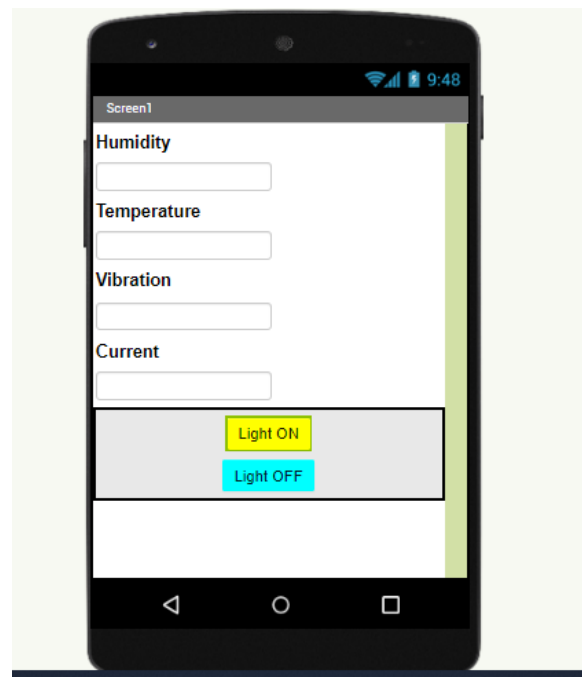 9:48
Screen1
Humidity
Temperature
Vibration
Current
Light ON
Light OFF